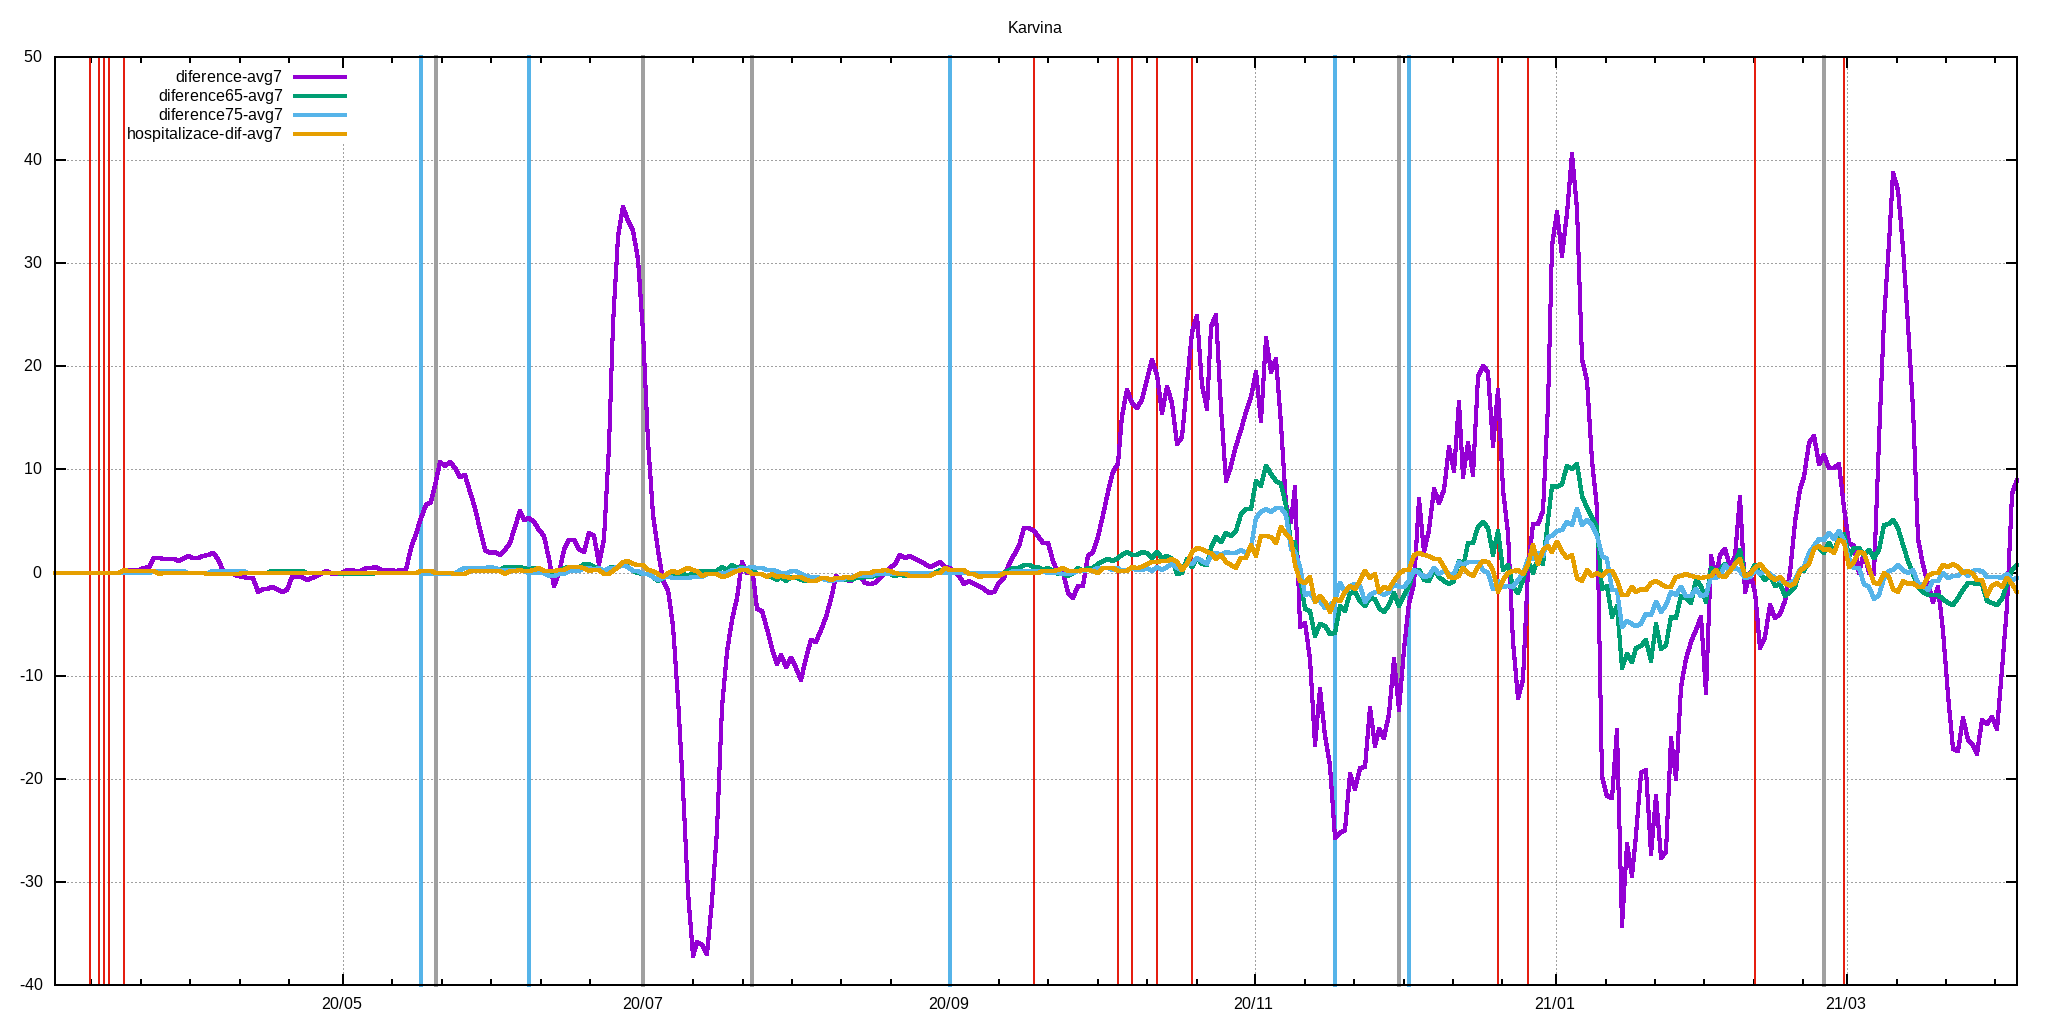 Karvina
50
diference-avg7
diference65-avg7
diference75-avg7
hospitalizace-dif-avg7
40
30
20
10
0
-10
-20
-30
-40
20/05 20/07 20/09 20/11 21/01 21/03